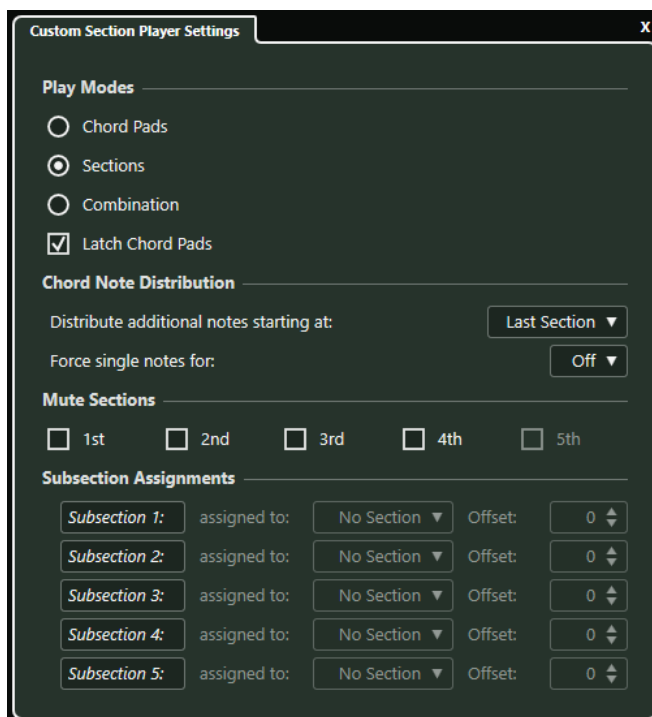 Custom Section Player Settings x
Play Modes
Chord Pads
Sections
Combination
Latch Chord Pads
Chord Note Distribution
Distribute additional notes starting at: Last Section
Force single notes for: Off
Mute Sections
1st 2nd 3rd 4th 5th
Subsection Assignments
Subsection 1: assigned to: No Section Offset: 0
Subsection 2: assigned to: No Section Offset: 0
Subsection 3: assigned to: No Section Offset: 0
Subsection 4: assigned to: No Section Offset: 0
Subsection 5: assigned to: No Section Offset: 0